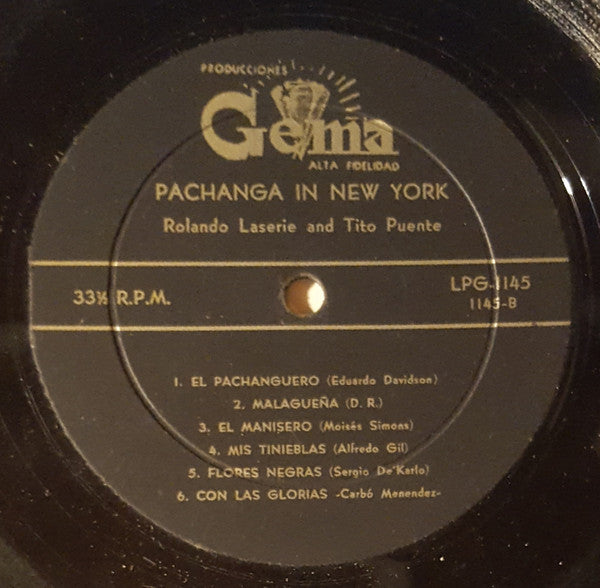 PRODUCCIONES
Gema
ALTA FIDELIDAD
PACHANGA IN NEW YORK
Rolando Laserie and Tito Puente
33⅓ R.P.M.
LPG-1145
1145-B
1. EL PACHANGUERO (Eduardo Davidson)
2. MALAGUEÑA (D. R.)
3. EL MANISERO (Moisés Simons)
4. MIS TINIEBLAS (Alfredo Gil)
5. FLORES NEGRAS (Sergio De Karlo)
6. CON LAS GLORIAS -Carbó Menendez-